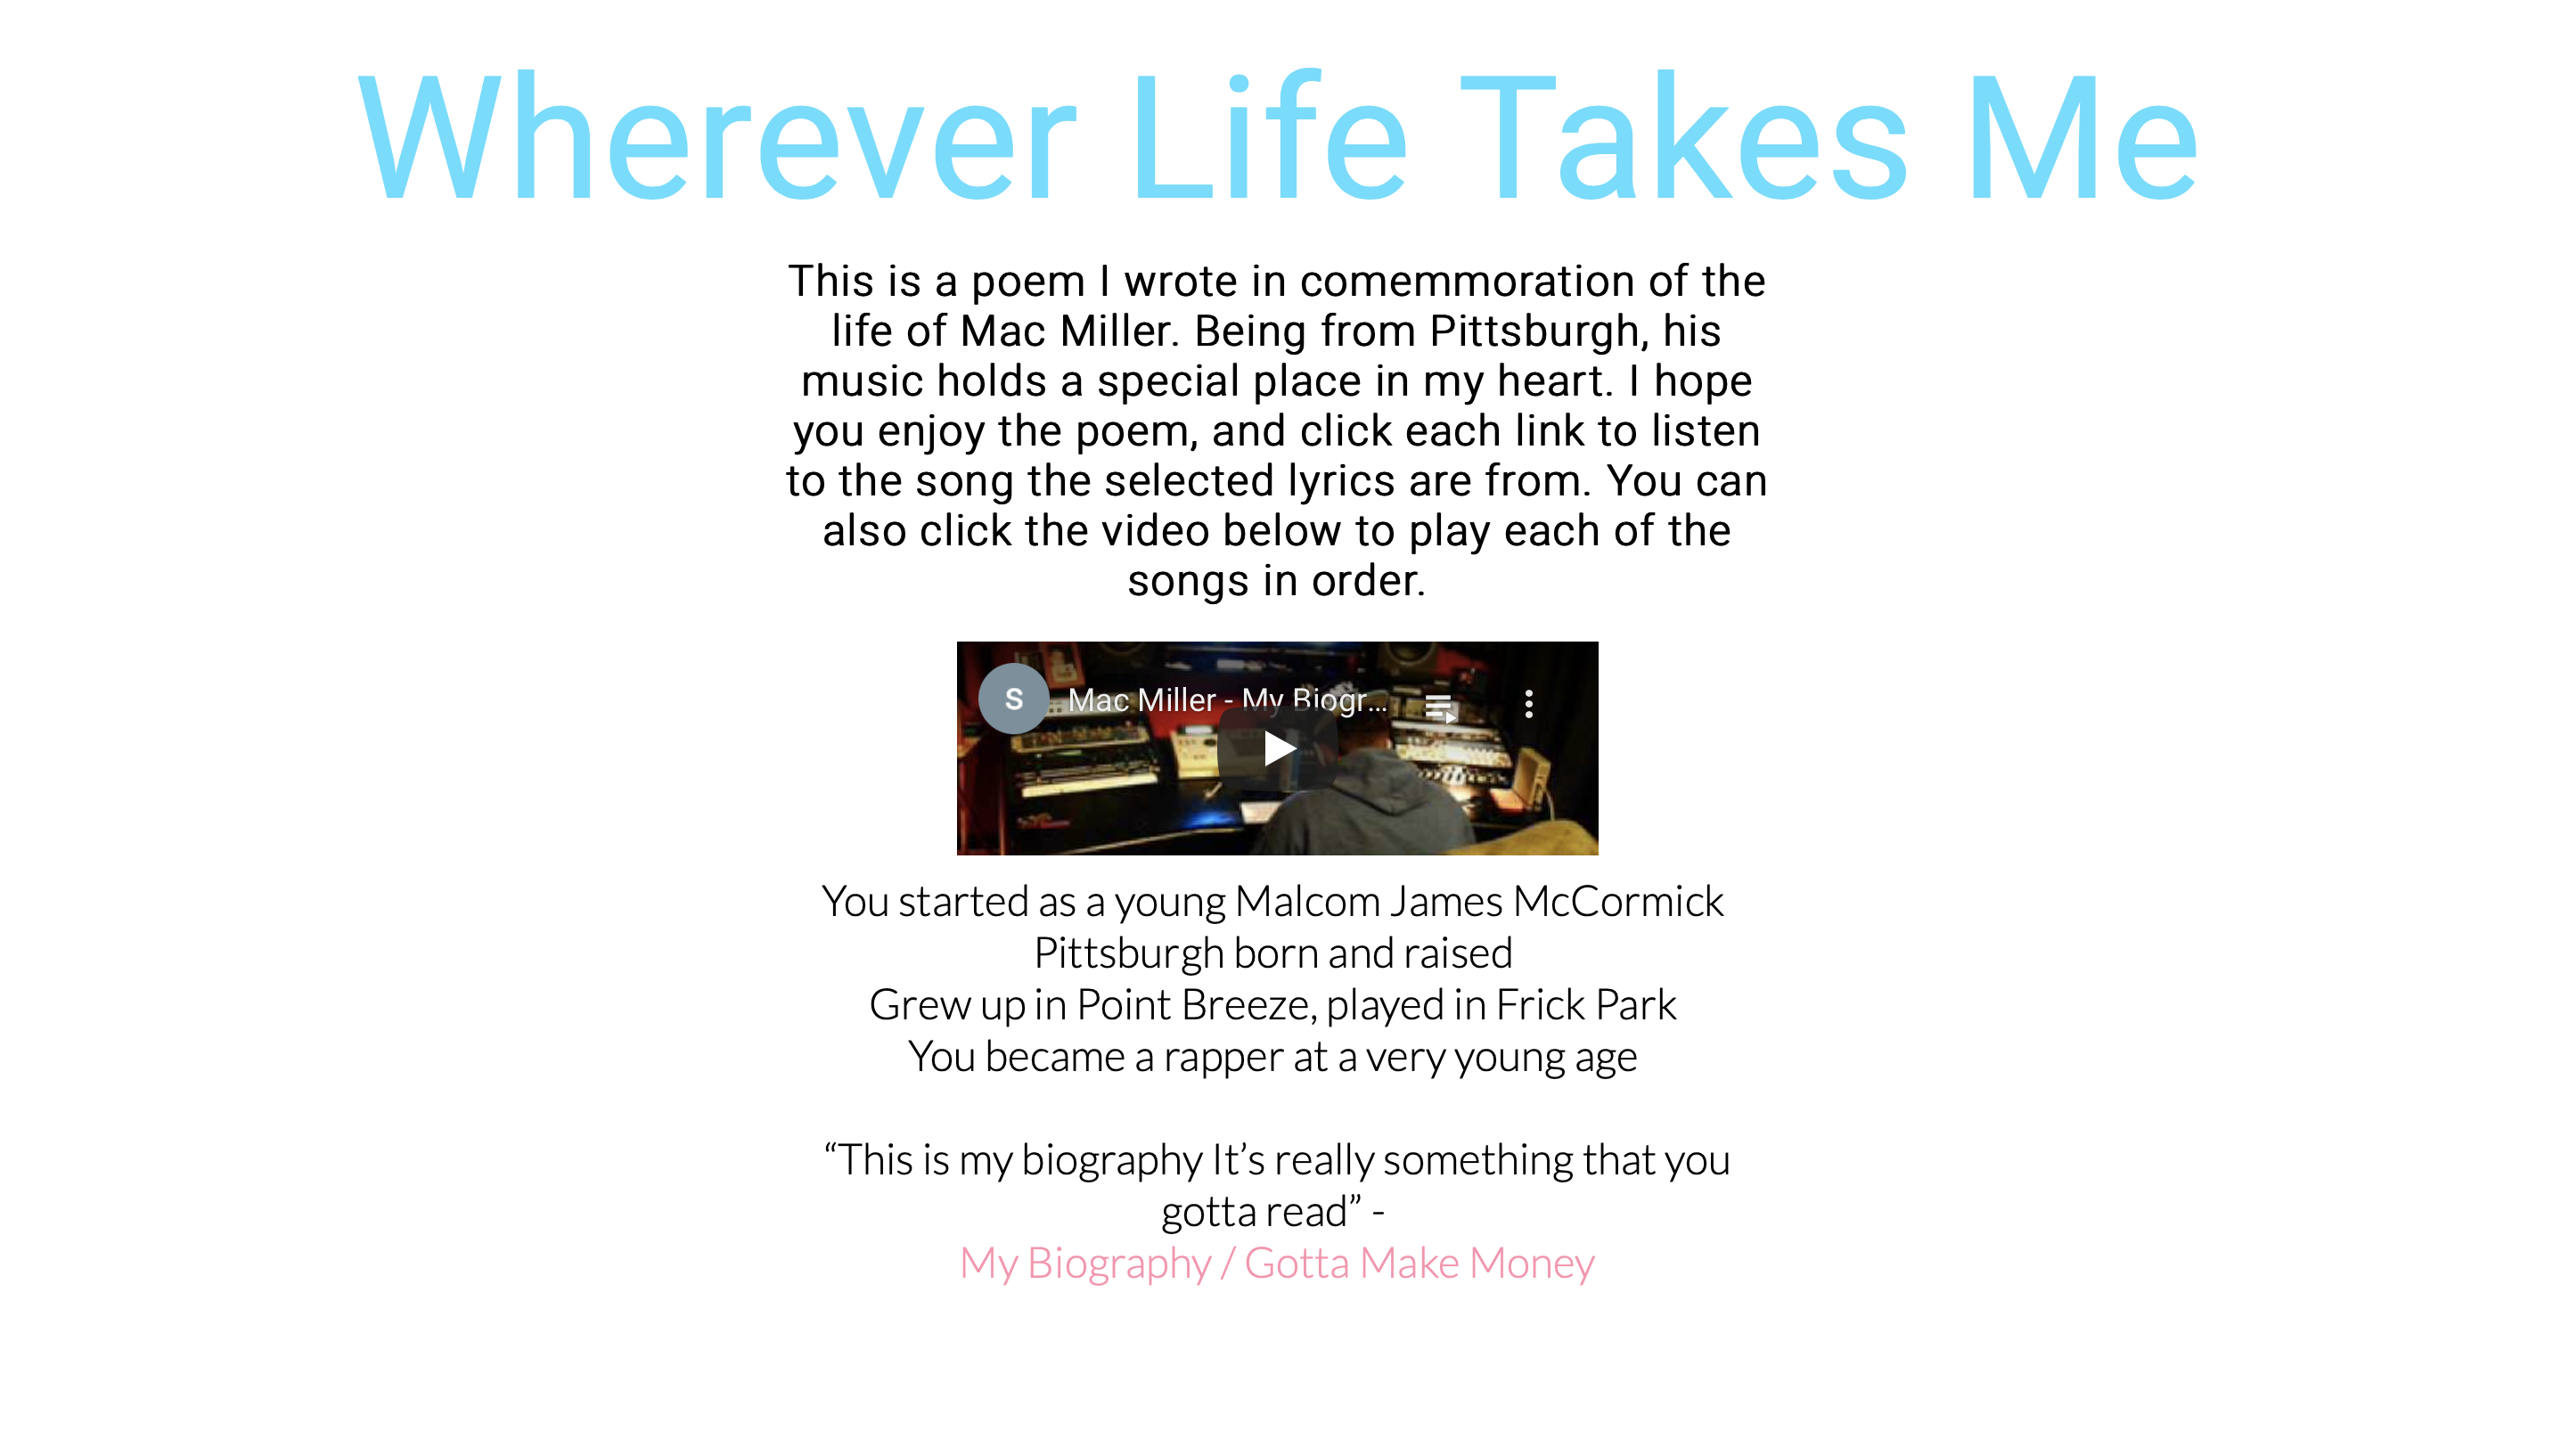 Wherever Life Takes Me
This is a poem I wrote in comemmoration of the
life of Mac Miller. Being from Pittsburgh, his
music holds a special place in my heart. I hope
you enjoy the poem, and click each link to listen
to the song the selected lyrics are from. You can
also click the video below to play each of the
songs in order.
S Mac Miller - My Biogr...
You started as a young Malcom James McCormick
Pittsburgh born and raised
Grew up in Point Breeze, played in Frick Park
You became a rapper at a very young age
“This is my biography It’s really something that you
gotta read” -
My Biography / Gotta Make Money